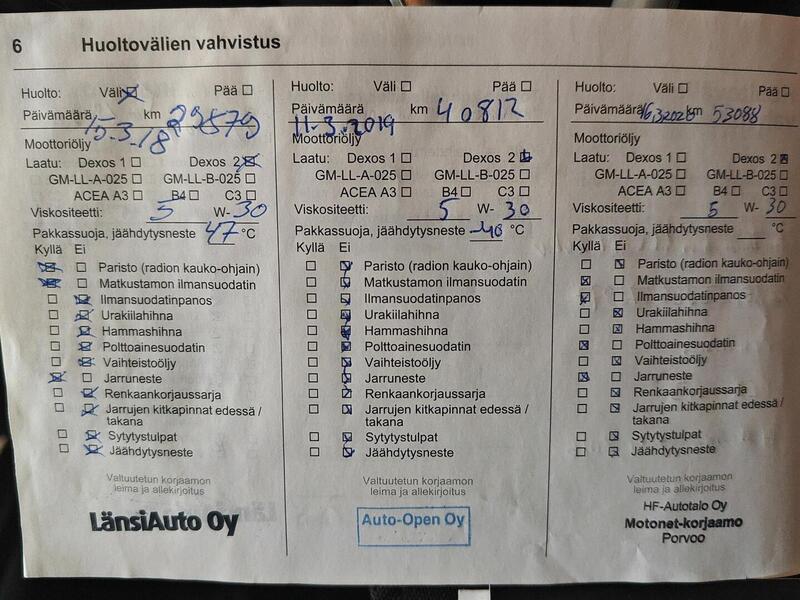 6 Huoltovälien vahvistus
Huolto: Väli ☒ Pää ☐
Päivämäärä 15-3-18 km 29879
Moottoriöljy
Laatu: Dexos 1 ☐ Dexos 2 ☒
GM-LL-A-025 ☐ GM-LL-B-025 ☐
ACEA A3 ☐ B4 ☐ C3 ☐
Viskositeetti: 5 W- 30
Pakkassuoja, jäähdytysneste 47 °C
Kyllä Ei
☒ ☐ Paristo (radion kauko-ohjain)
☒ ☐ Matkustamon ilmansuodatin
☐ ☒ Ilmansuodatinpanos
☐ ☒ Urakiilahihna
☐ ☒ Hammashihna
☐ ☒ Polttoainesuodatin
☐ ☒ Vaihteistoöljy
☒ ☐ Jarruneste
☐ ☒ Renkaankorjaussarja
☐ ☒ Jarrujen kitkapinnat edessä /
takana
☐ ☒ Sytytystulpat
☐ ☒ Jäähdytysneste
Valtuutetun korjaamon
leima ja allekirjoitus
LänsiAuto Oy
Huolto: Väli ☐ Pää ☐
Päivämäärä 11-3.2019 km 40812
Moottoriöljy
Laatu: Dexos 1 ☐ Dexos 2 ☒
GM-LL-A-025 ☐ GM-LL-B-025 ☐
ACEA A3 ☐ B4 ☐ C3 ☐
Viskositeetti: 5 W- 30
Pakkassuoja, jäähdytysneste -40 °C
Kyllä Ei
☐ ☒ Paristo (radion kauko-ohjain)
☐ ☒ Matkustamon ilmansuodatin
☐ ☒ Ilmansuodatinpanos
☐ ☒ Urakiilahihna
☐ ☒ Hammashihna
☐ ☒ Polttoainesuodatin
☐ ☒ Vaihteistoöljy
☐ ☒ Jarruneste
☐ ☒ Renkaankorjaussarja
☐ ☒ Jarrujen kitkapinnat edessä /
takana
☐ ☒ Sytytystulpat
☐ ☒ Jäähdytysneste
Valtuutetun korjaamon
leima ja allekirjoitus
Auto-Open Oy
Huolto: Väli ☐ Pää ☐
Päivämäärä 16.3.2020 km 53088
Moottoriöljy
Laatu: Dexos 1 ☐ Dexos 2 ☒
GM-LL-A-025 ☐ GM-LL-B-025 ☐
ACEA A3 ☐ B4 ☐ C3 ☐
Viskositeetti: 5 W- 30
Pakkassuoja, jäähdytysneste °C
Kyllä Ei
☐ ☒ Paristo (radion kauko-ohjain)
☒ ☐ Matkustamon ilmansuodatin
☒ ☐ Ilmansuodatinpanos
☐ ☒ Urakiilahihna
☐ ☒ Hammashihna
☒ ☐ Polttoainesuodatin
☐ ☒ Vaihteistoöljy
☒ ☐ Jarruneste
☐ ☒ Renkaankorjaussarja
☐ ☒ Jarrujen kitkapinnat edessä /
takana
☐ ☒ Sytytystulpat
☐ ☒ Jäähdytysneste
Valtuutetun korjaamon
leima ja allekirjoitus
HF-Autotalo Oy
Motonet-korjaamo
Porvoo